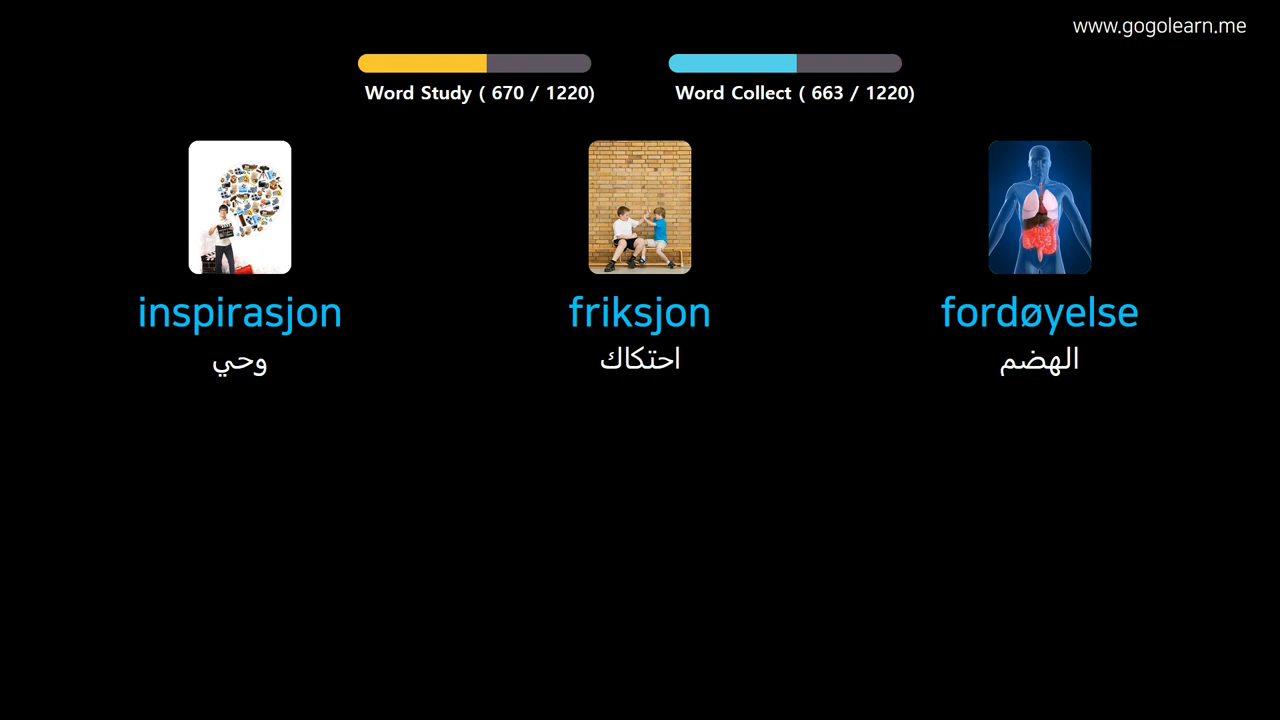 www.gogolearn.me
Word Study ( 670 / 1220)
Word Collect ( 663 / 1220)
inspirasjon
friksjon
fordøyelse
وحي
احتكاك
الهضم